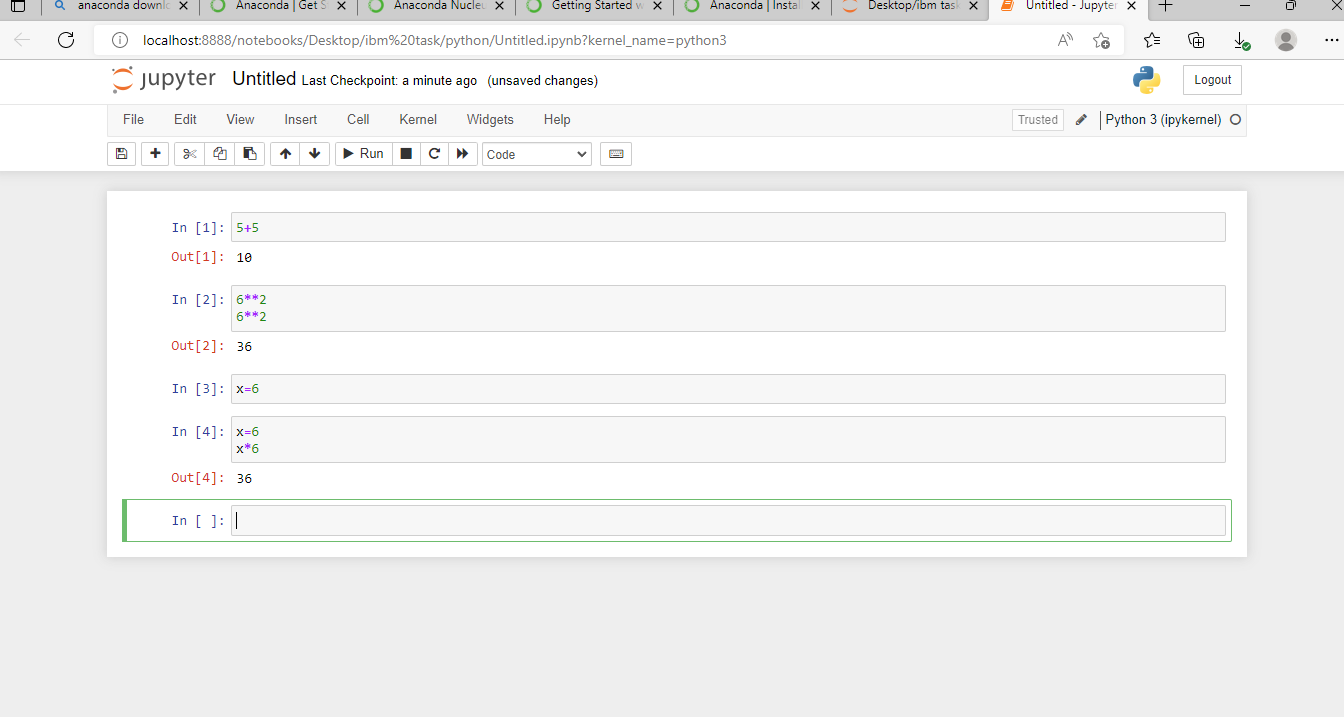 anaconda downlc
Anaconda | Get S
Anaconda Nucleu
Getting Started w
Anaconda | Instal
Desktop/ibm task
Untitled - Jupyter
localhost:8888/notebooks/Desktop/ibm%20task/python/Untitled.ipynb?kernel_name=python3
jupyter Untitled Last Checkpoint: a minute ago (unsaved changes)
Logout
File Edit View Insert Cell Kernel Widgets Help
Trusted
Python 3 (ipykernel)
Run
Code
In [1]: 5+5
Out[1]: 10
In [2]: 6**2
6**2
Out[2]: 36
In [3]: x=6
In [4]: x=6
x*6
Out[4]: 36
In [ ]: